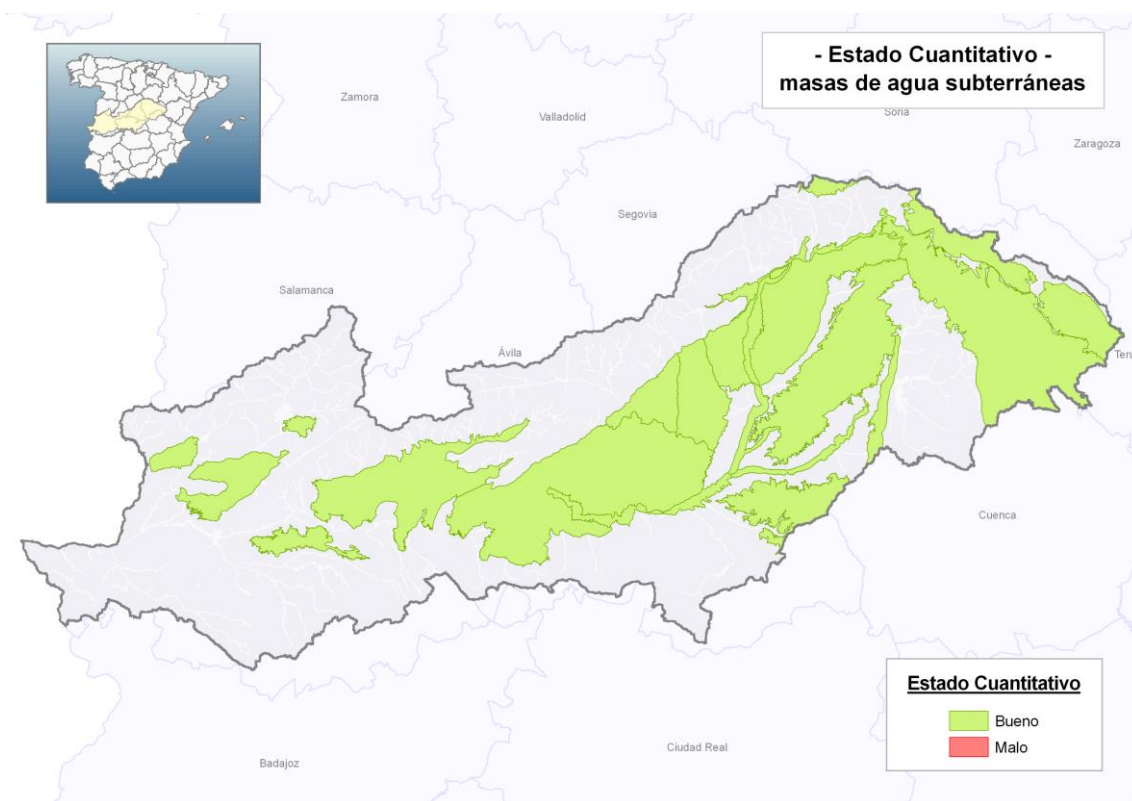 - Estado Cuantitativo -
masas de agua subterráneas
Zamora
Valladolid
Soria
Zaragoza
Segovia
Salamanca
Ávila
Teru
Cuenca
Ciudad Real
Badajoz
Estado Cuantitativo
Bueno
Malo